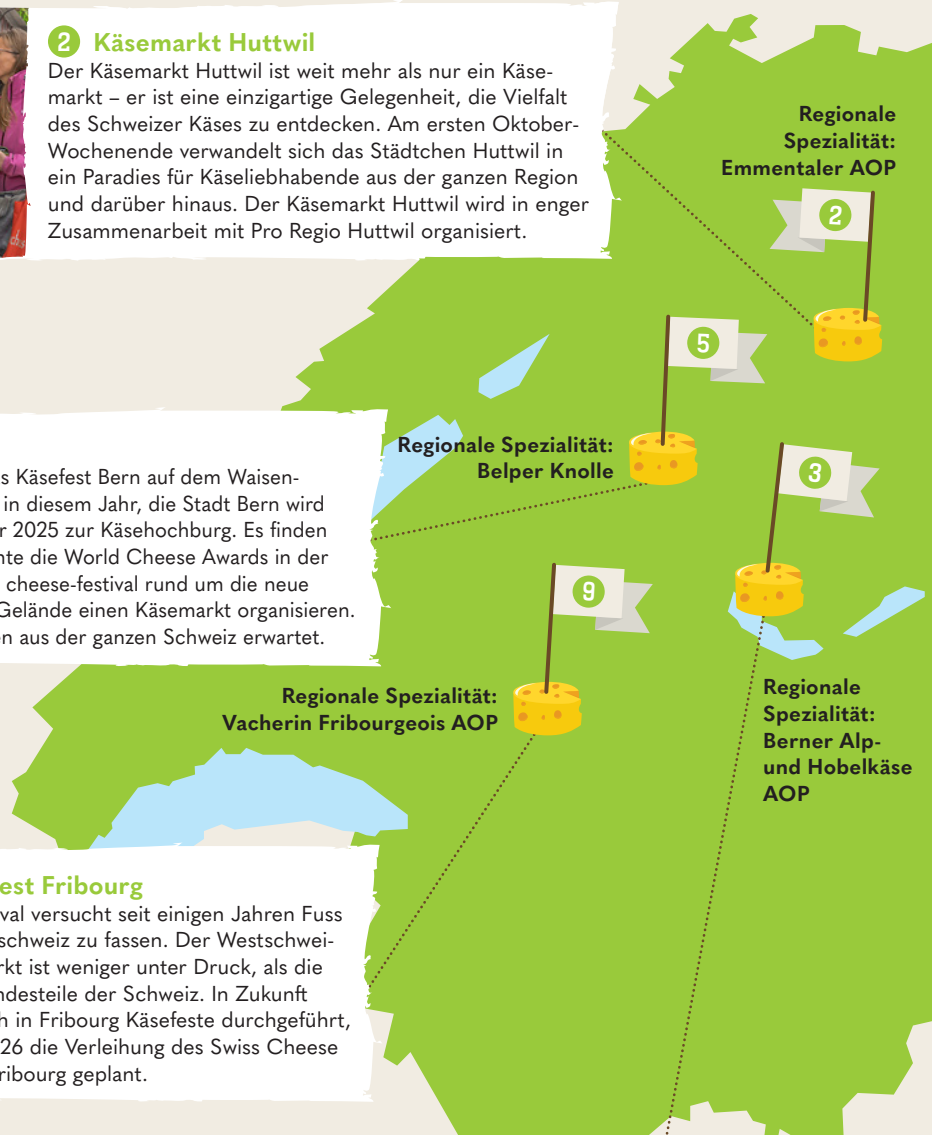 2 Käsemarkt Huttwil
Der Käsemarkt Huttwil ist weit mehr als nur ein Käse-
markt – er ist eine einzigartige Gelegenheit, die Vielfalt
des Schweizer Käses zu entdecken. Am ersten Oktober-
Wochenende verwandelt sich das Städtchen Huttwil in
ein Paradies für Käseliebhabende aus der ganzen Region
und darüber hinaus. Der Käsemarkt Huttwil wird in enger
Zusammenarbeit mit Pro Regio Huttwil organisiert.
Regionale
Spezialität:
Emmentaler AOP
2
5
Regionale Spezialität:
Belper Knolle
3
s Käsefest Bern auf dem Waisen-
in diesem Jahr, die Stadt Bern wird
r 2025 zur Käsehochburg. Es finden
nte die World Cheese Awards in der
cheese-festival rund um die neue
Gelände einen Käsemarkt organisieren.
en aus der ganzen Schweiz erwartet.
9
Regionale Spezialität:
Vacherin Fribourgeois AOP
Regionale
Spezialität:
Berner Alp-
und Hobelkäse
AOP
est Fribourg
val versucht seit einigen Jahren Fuss
schweiz zu fassen. Der Westschwei-
rkt ist weniger unter Druck, als die
ndesteile der Schweiz. In Zukunft
h in Fribourg Käsefeste durchgeführt,
26 die Verleihung des Swiss Cheese
ribourg geplant.